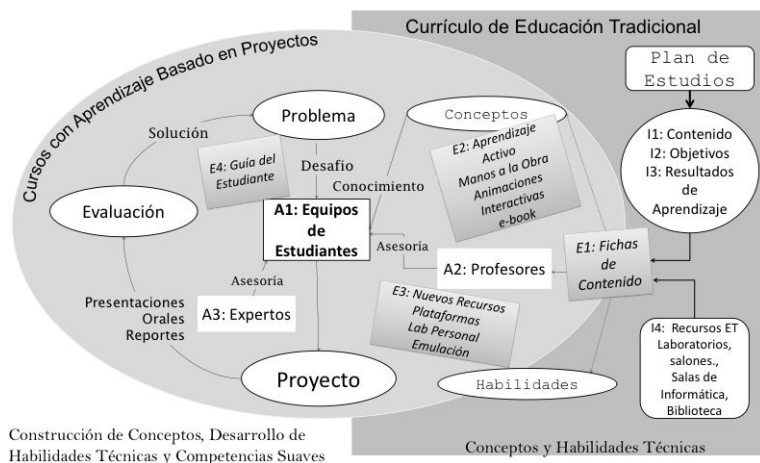 Currículo de Educación Tradicional
Cursos con Aprendizaje Basado en Proyectos
Plan de
Estudios
Problema
Conceptos
Solución
I1: Contenido
I2: Objetivos
I3: Resultados
de
Aprendizaje
E4: Guía del
Estudiante
Desafio
E2: Aprendizaje
Activo
Manos a la Obra
Animaciones
Interactivas
e-book
Conocimiento
Evaluación
A1: Equipos
de
Estudiantes
Asesoría
E1: Fichas
de
Contenido
A2: Profesores
Asesoría
A3: Expertos
Presentaciones
Orales
Reportes
E3: Nuevos Recursos
Plataformas
Lab Personal
Emulación
I4: Recursos ET
Laboratorios,
salones.,
Salas de
Informática,
Biblioteca
Proyecto
Habilidades
Construcción de Conceptos, Desarrollo de
Habilidades Técnicas y Competencias Suaves
Conceptos y Habilidades Técnicas